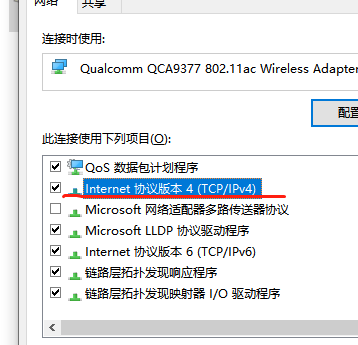 网络
共享
连接时使用:
Qualcomm QCA9377 802.11ac Wireless Adapter
配置
此连接使用下列项目(O):
QoS 数据包计划程序
Internet 协议版本 4 (TCP/IPv4)
Microsoft 网络适配器多路传送器协议
Microsoft LLDP 协议驱动程序
Internet 协议版本 6 (TCP/IPv6)
链路层拓扑发现响应程序
链路层拓扑发现映射器 I/O 驱动程序